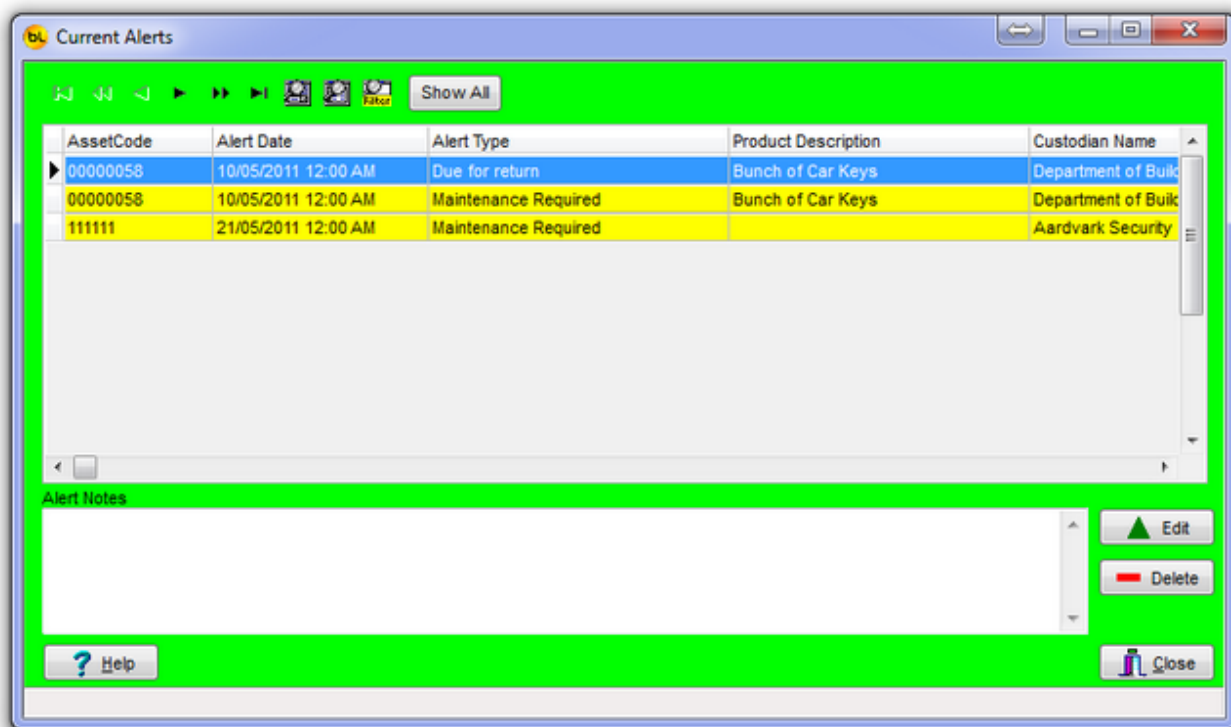 bL Current Alerts
Filter Show All
AssetCode Alert Date Alert Type Product Description Custodian Name
00000058 10/05/2011 12:00 AM Due for return Bunch of Car Keys Department of Build
00000058 10/05/2011 12:00 AM Maintenance Required Bunch of Car Keys Department of Build
111111 21/05/2011 12:00 AM Maintenance Required Aardvark Security
Alert Notes
Edit
Delete
? Help Close